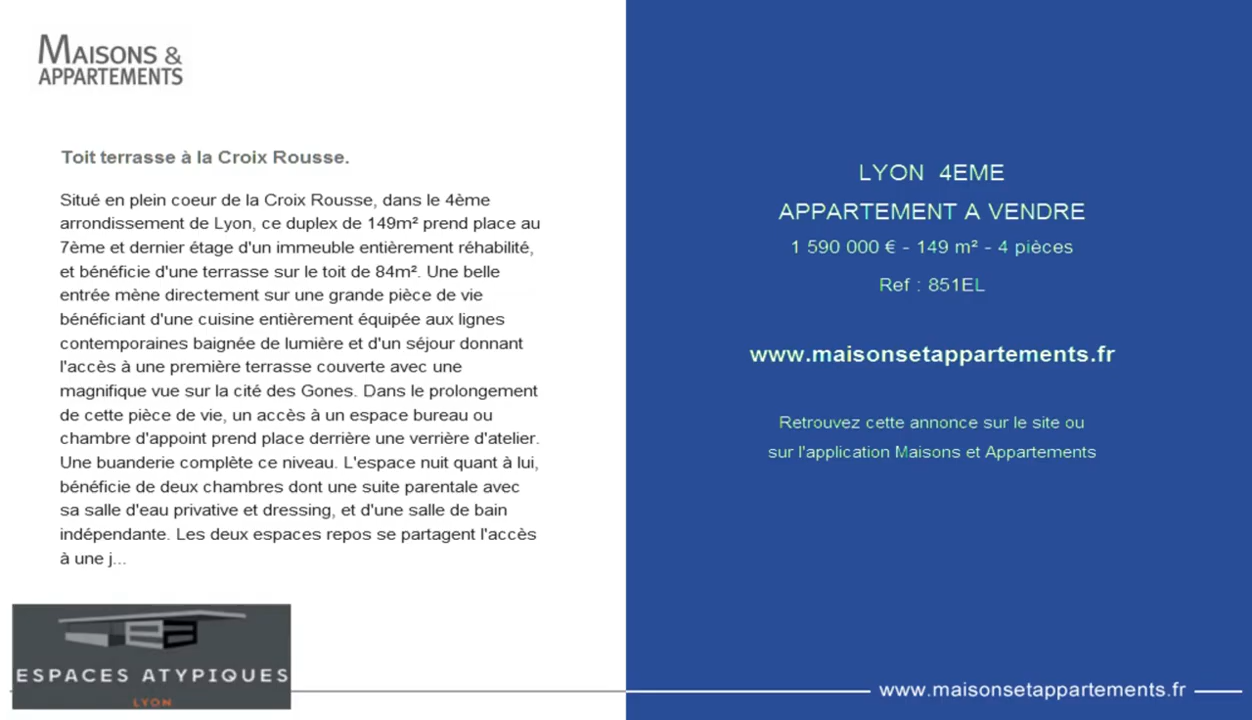 MAISONS &
APPARTEMENTS
Toit terrasse à la Croix Rousse.
Situé en plein coeur de la Croix Rousse, dans le 4ème
arrondissement de Lyon, ce duplex de 149m² prend place au
7ème et dernier étage d'un immeuble entièrement réhabilité,
et bénéficie d'une terrasse sur le toit de 84m². Une belle
entrée mène directement sur une grande pièce de vie
bénéficiant d'une cuisine entièrement équipée aux lignes
contemporaines baignée de lumière et d'un séjour donnant
l'accès à une première terrasse couverte avec une
magnifique vue sur la cité des Gones. Dans le prolongement
de cette pièce de vie, un accès à un espace bureau ou
chambre d'appoint prend place derrière une verrière d'atelier.
Une buanderie complète ce niveau. L'espace nuit quant à lui,
bénéficie de deux chambres dont une suite parentale avec
sa salle d'eau privative et dressing, et d'une salle de bain
indépendante. Les deux espaces repos se partagent l'accès
à une j...
ESPACES ATYPIQUES
LYON
LYON 4EME
APPARTEMENT A VENDRE
1 590 000 € - 149 m² - 4 pièces
Ref : 851EL
www.maisonsetappartements.fr
Retrouvez cette annonce sur le site ou
sur l'application Maisons et Appartements
www.maisonsetappartements.fr